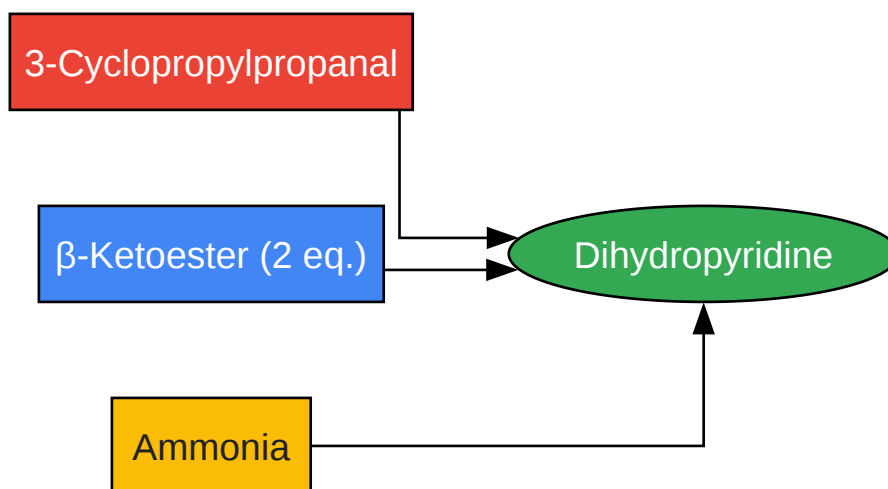 3-Cyclopropylpropanal
β-Ketoester (2 eq.)
Dihydropyridine
Ammonia